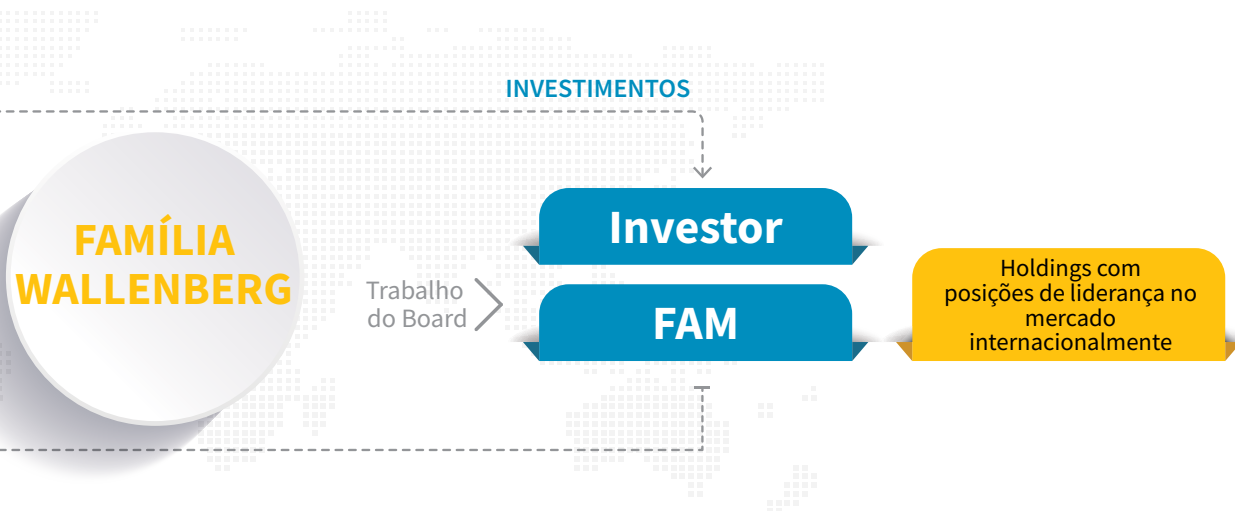 INVESTIMENTOS
FAMÍLIA
WALLENBERG
Trabalho
do Board
Investor
FAM
Holdings com
posições de liderança no
mercado
internacionalmente